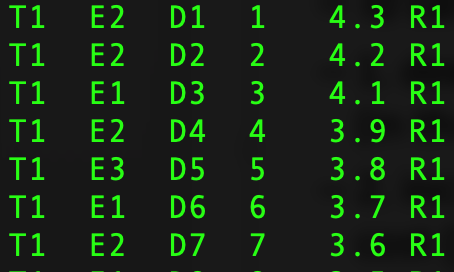 T1 E2 D1 1 4.3 R1
T1 E2 D2 2 4.2 R1
T1 E1 D3 3 4.1 R1
T1 E2 D4 4 3.9 R1
T1 E3 D5 5 3.8 R1
T1 E1 D6 6 3.7 R1
T1 E2 D7 7 3.6 R1